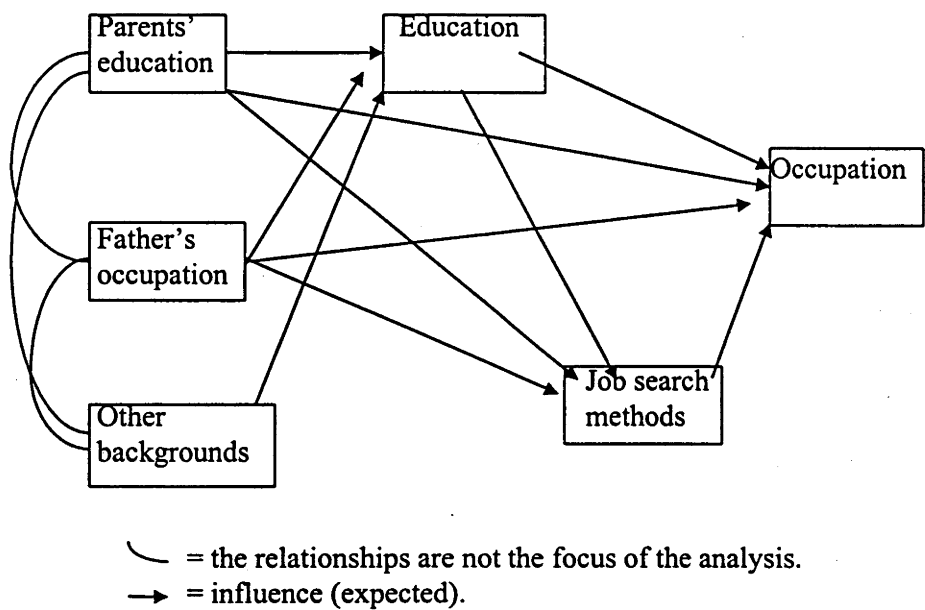 Parents'
education
Education
Occupation
Father's
occupation
Job search
methods
Other
backgrounds
= the relationships are not the focus of the analysis.
= influence (expected).